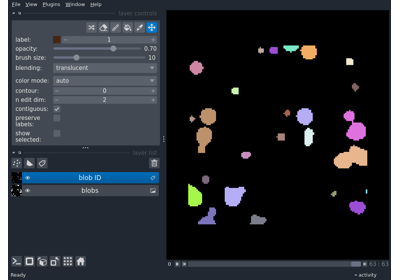 File View Plugins Window Help
layer controls
label: 1
opacity: 0.70
brush size: 10
blending: translucent
color mode: auto
contour: 0
n edit dim: 2
contiguous:
preserve
labels:
show
selected:
layer list
blob ID
blobs
63 63
Ready
activity